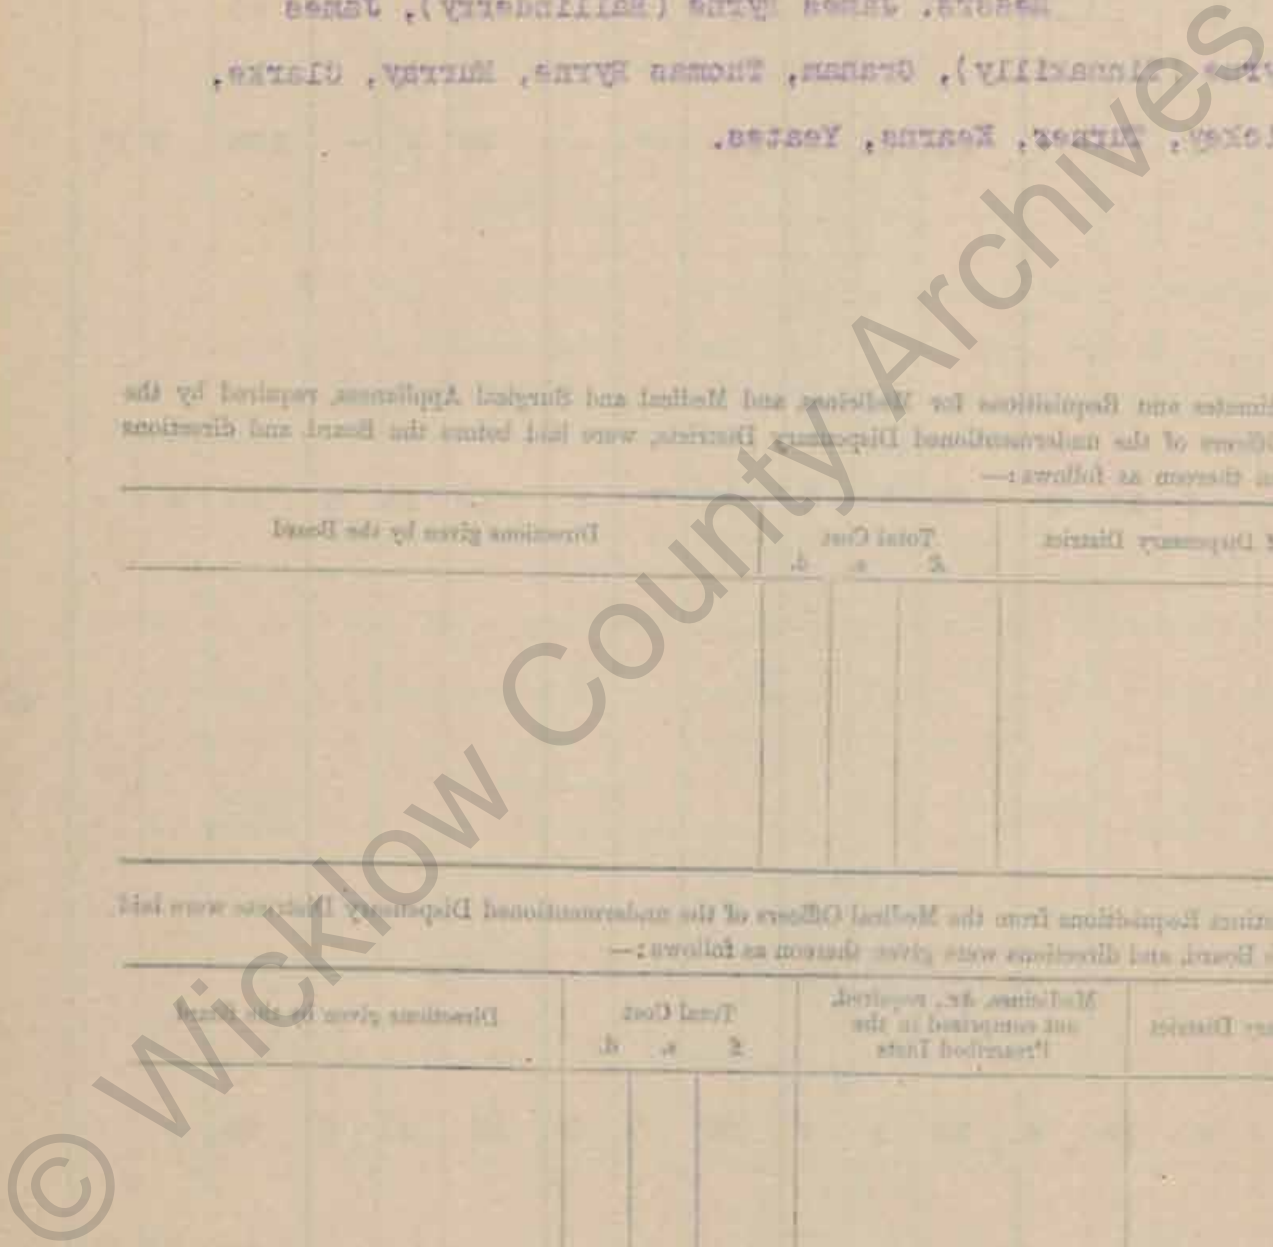 Messrs. James Byrne (Ballinderry), James
Tinnakilly), Graham, Thomas Byrne, Murray, Clarke,
Turner, Kearns, Yeates.
and Requisitions for Medicines and Medical and Surgical Appliances, required by the
of the undermentioned Dispensary Districts, were laid before the Board and directions
thereon as follows:—
Dispensary District
Total Cost
£ s. d.
Directions given by the Board
Requisitions from the Medical Officers of the undermentioned Dispensary Districts were laid
Board, and directions were given thereon as follows:—
District
Medicines, &c., required,
not comprised in the
Prescribed Lists
Total Cost
£ s. d.
Directions given by the Board
© Wicklow County Archives